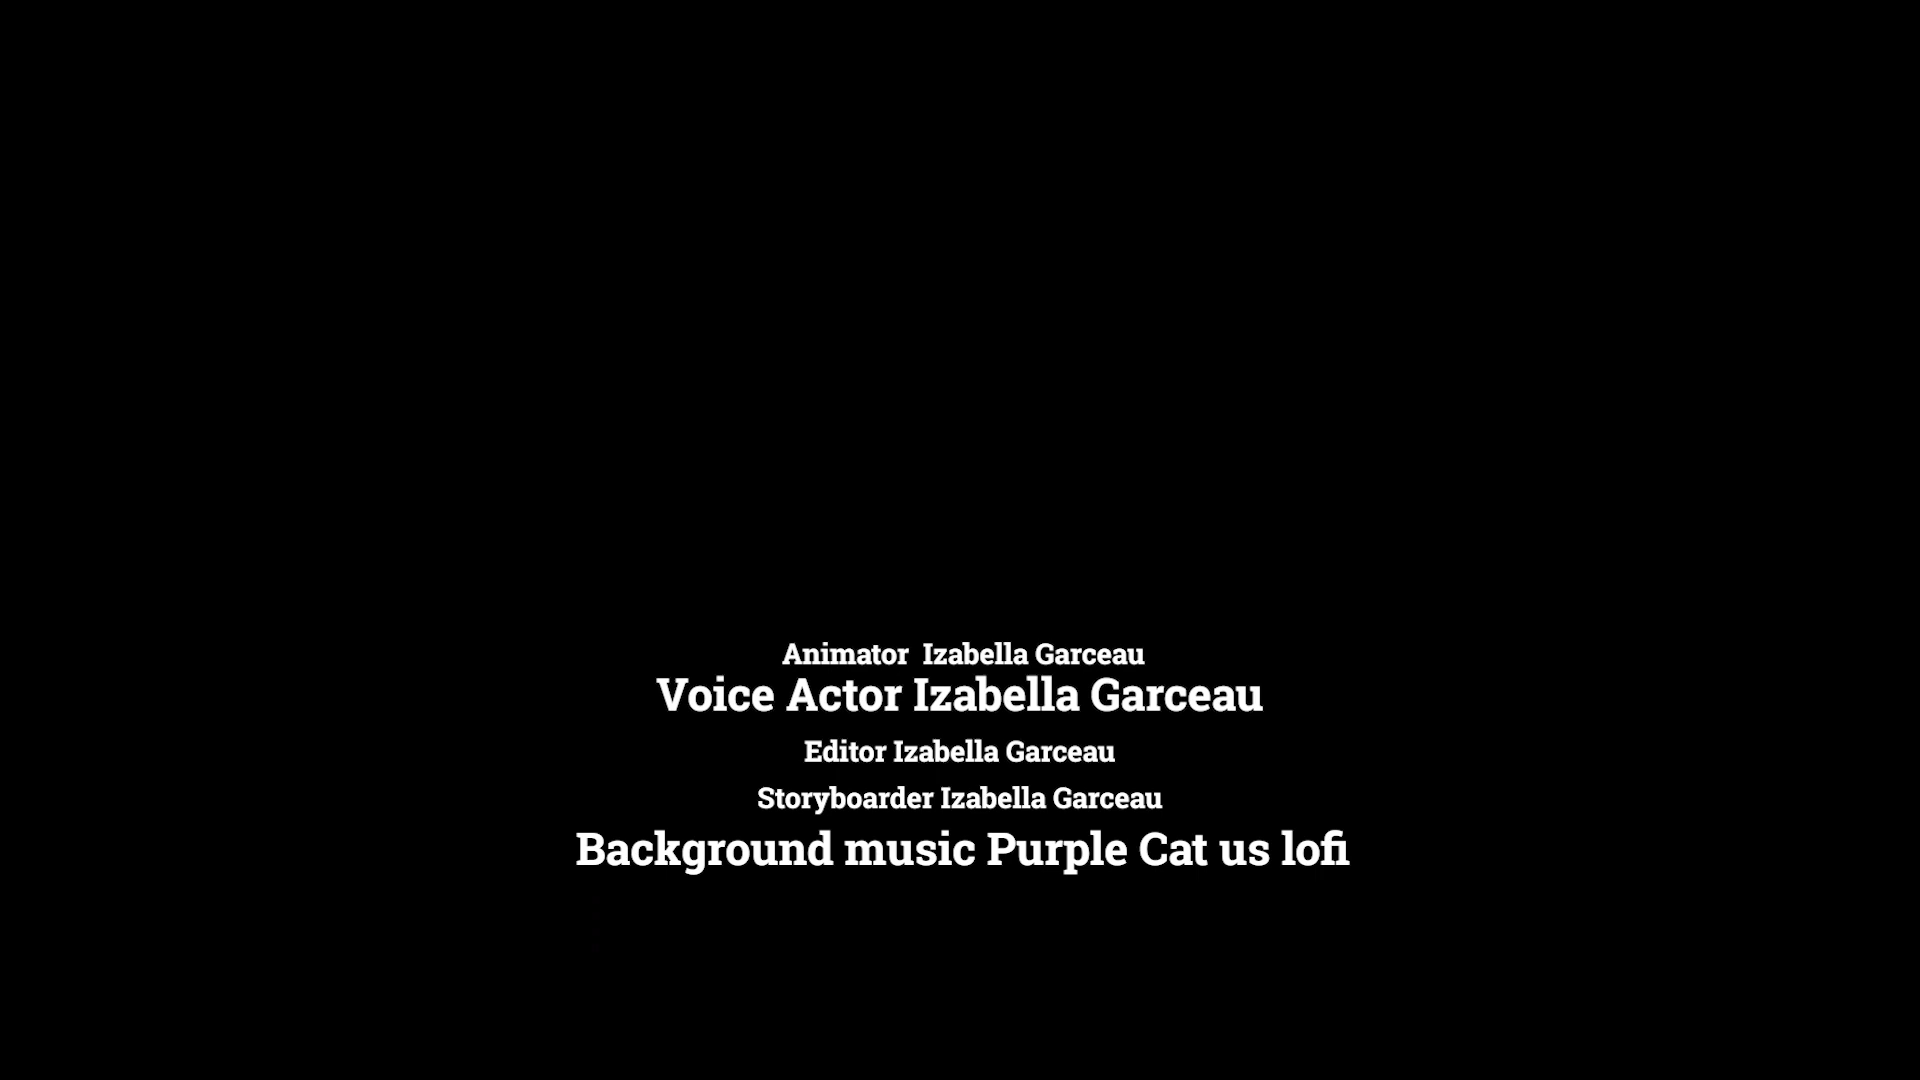 Animator  Izabella Garceau
Voice Actor Izabella Garceau
Editor Izabella Garceau
Storyboarder Izabella Garceau
Background music Purple Cat us lofi